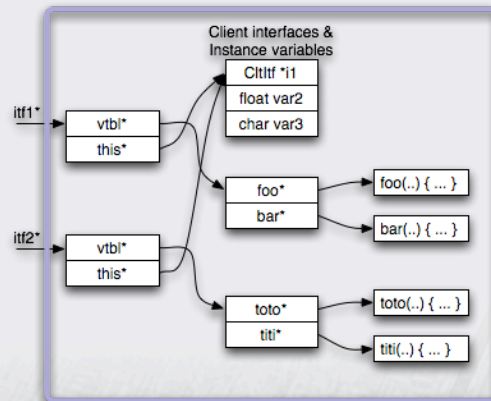 Client interfaces &
Instance variables
CltItf *i1
float var2
char var3
itf1*
vtbl*
this*
foo*
bar*
foo(..) { ... }
bar(..) { ... }
itf2*
vtbl*
this*
toto*
titi*
toto(..) { ... }
titi(..) { ... }